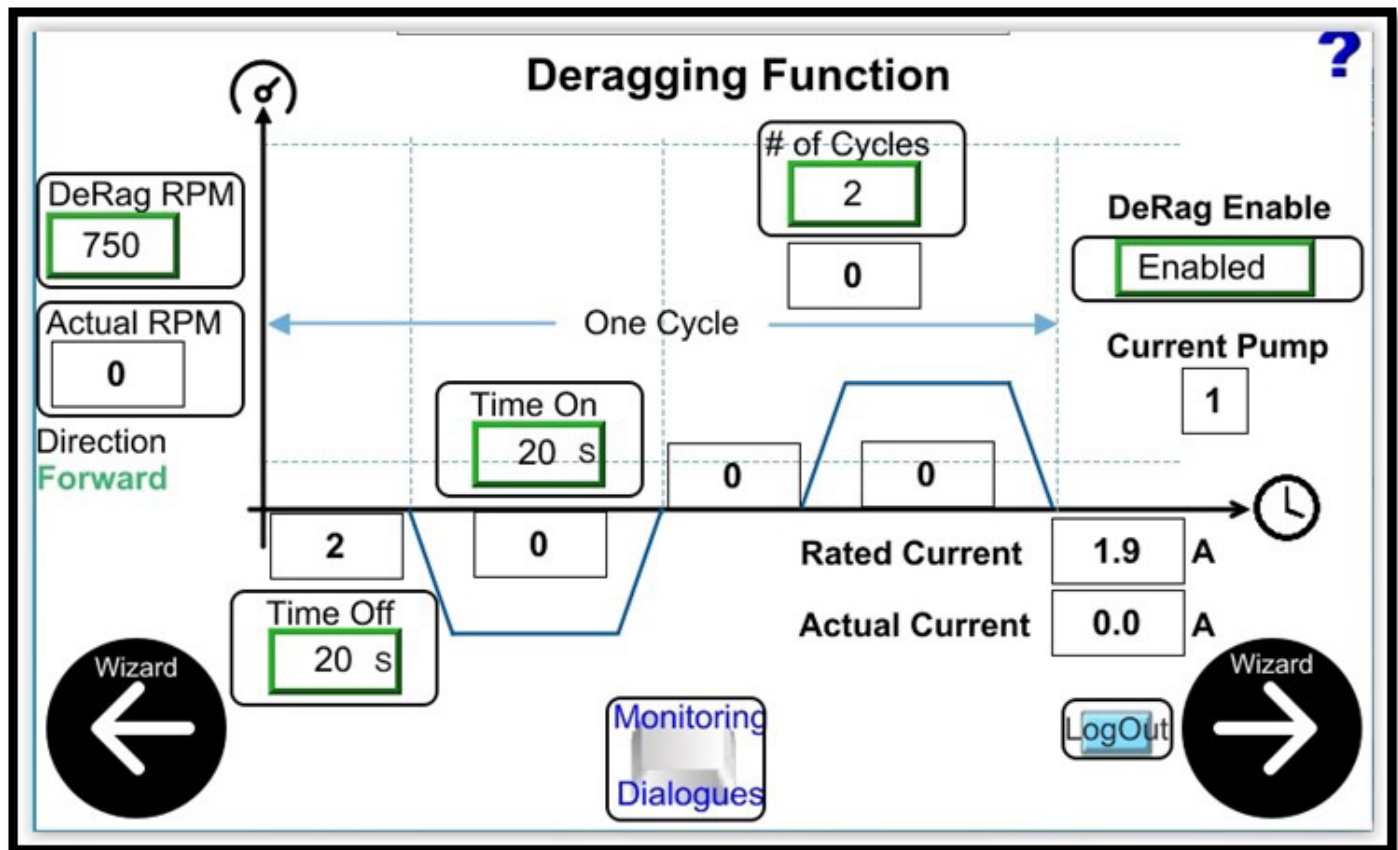 ?
Deragging Function
# of Cycles
2
0
DeRag RPM
750
DeRag Enable
Enabled
Actual RPM
0
One Cycle
Current Pump
1
Direction
Forward
Time On
20 s
0
0
2
0
Rated Current 1.9 A
Time Off
20 s
Actual Current 0.0 A
Wizard
Monitoring
Dialogues
LogOut
Wizard